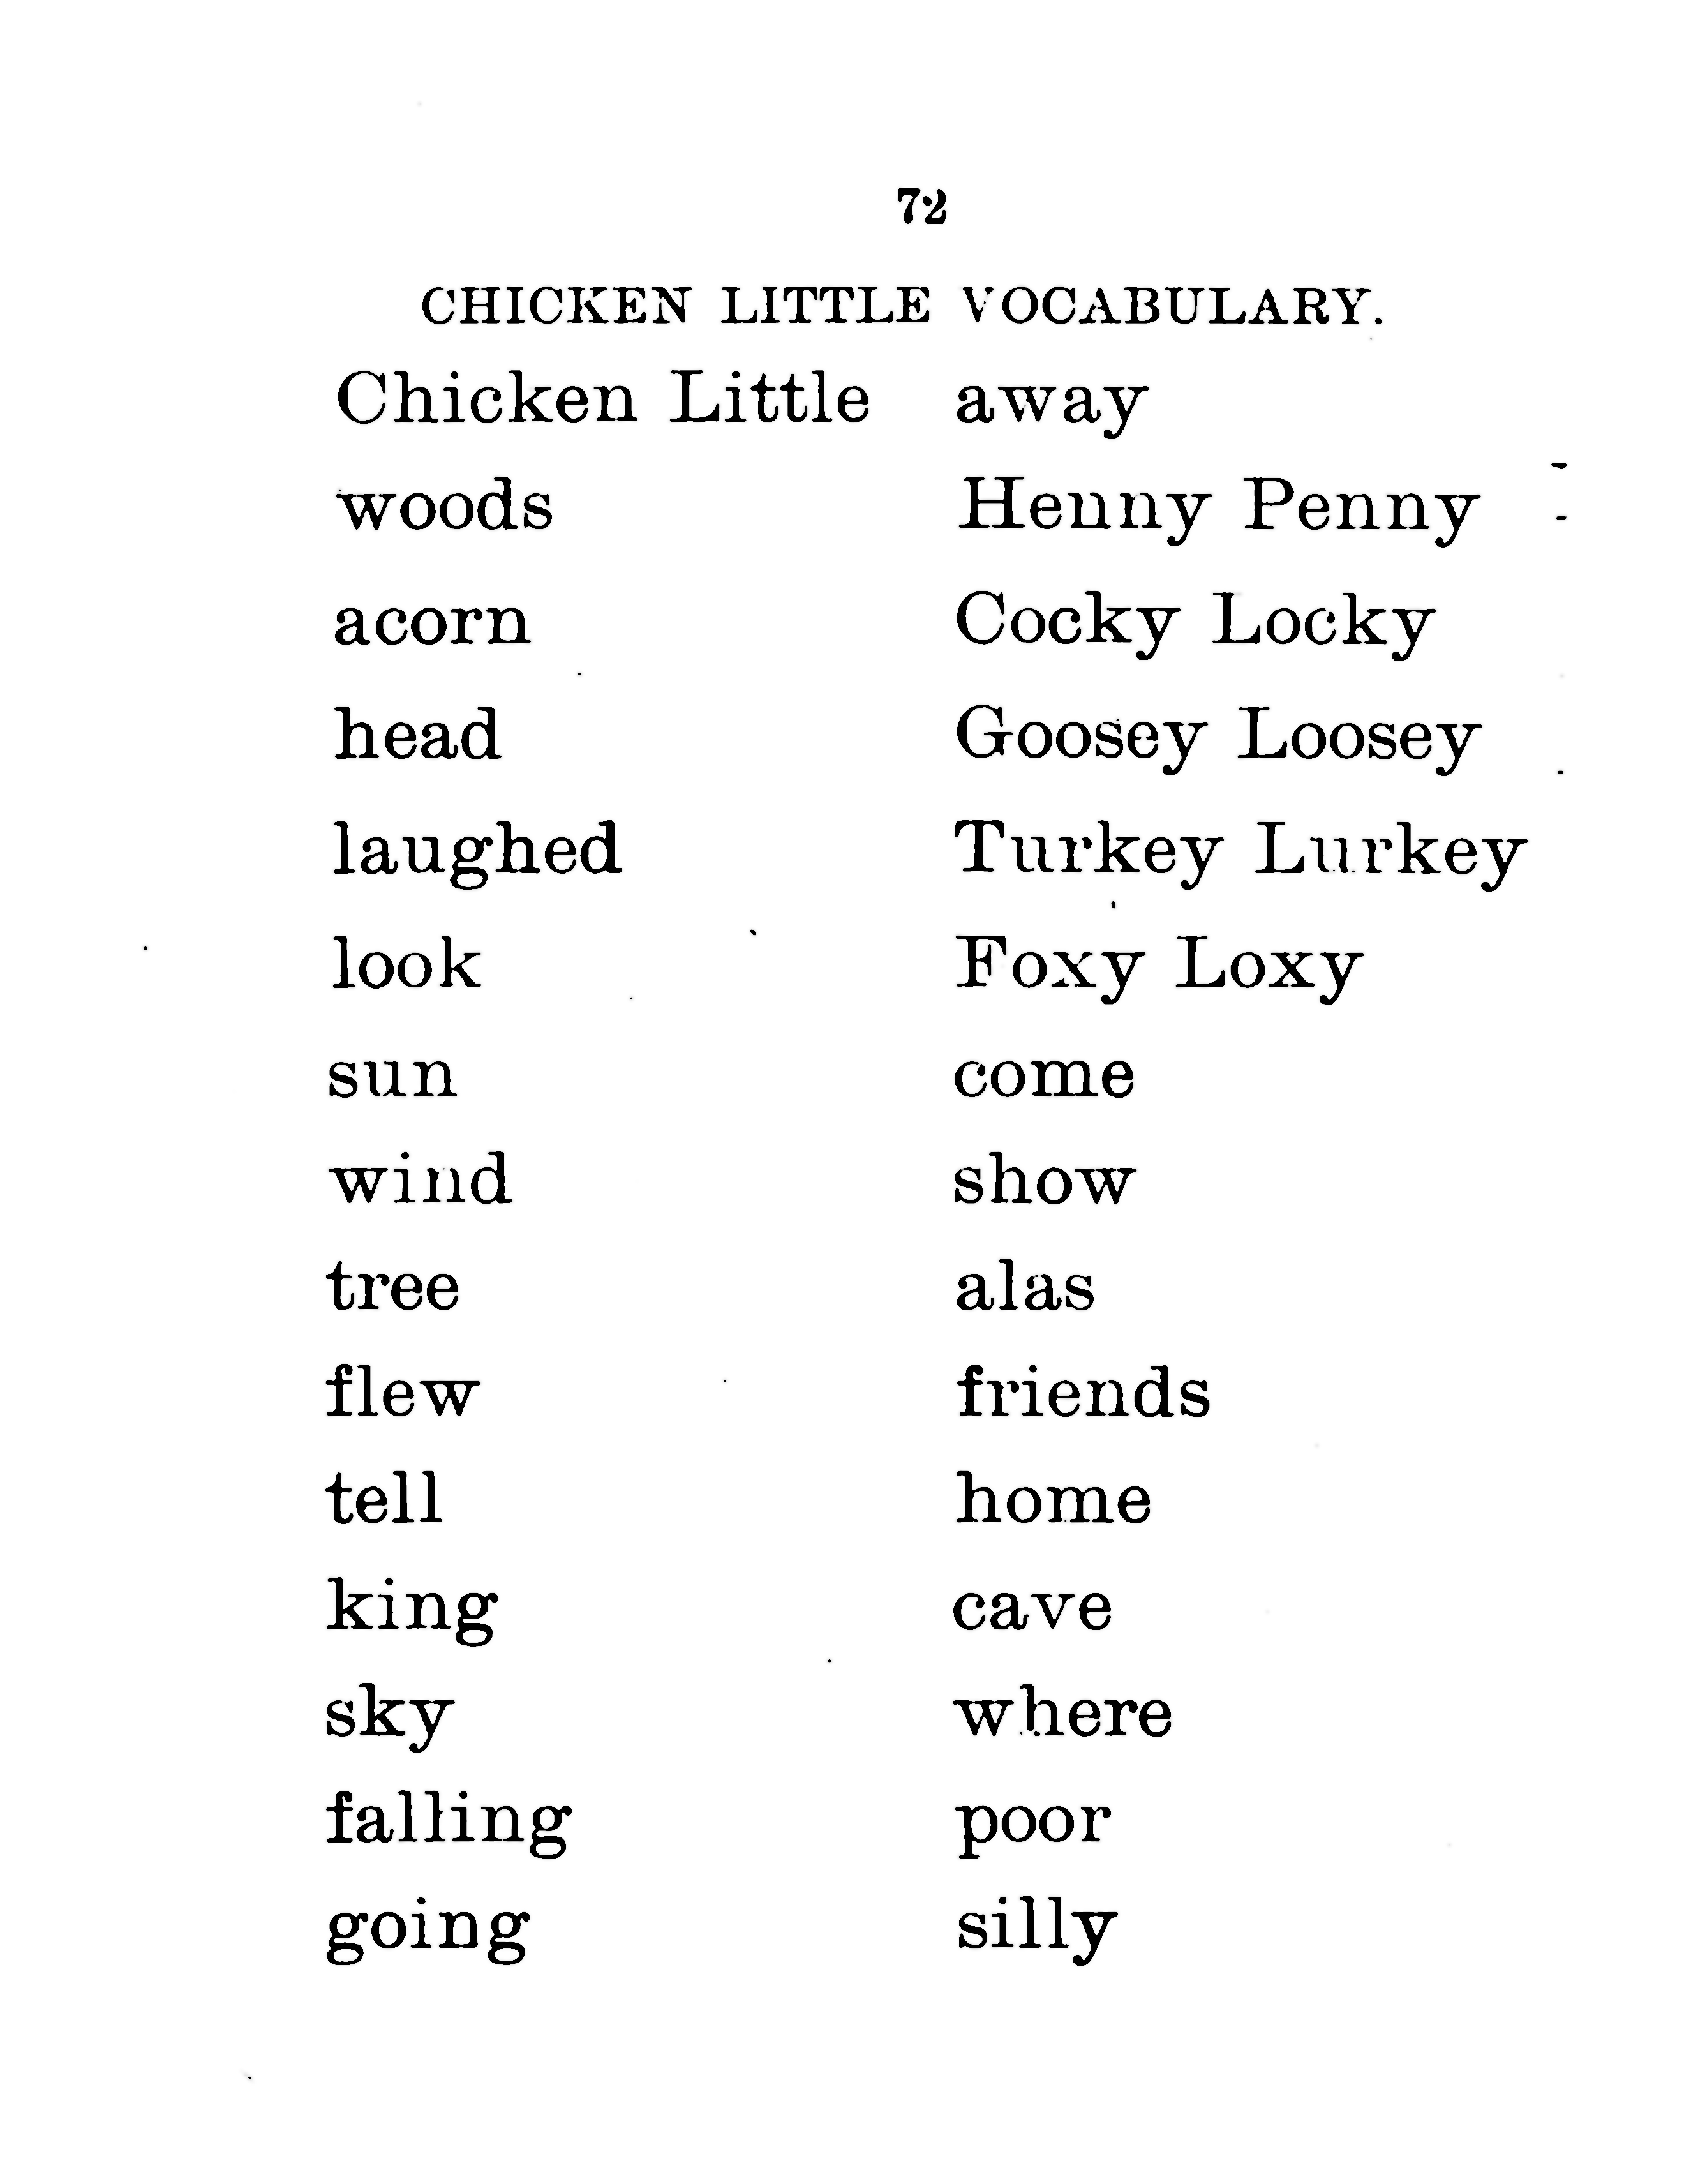 72
CHICKEN LITTLE VOCABULARY.
Chicken Little
woods
acorn
head
laughed
look
sun
wind
tree
flew
tell
king
sky
falling
going
away
Henny Penny
Cocky Locky
Goosey Loosey
Turkey Lurkey
Foxy Loxy
come
show
alas
friends
home
cave
where
poor
silly